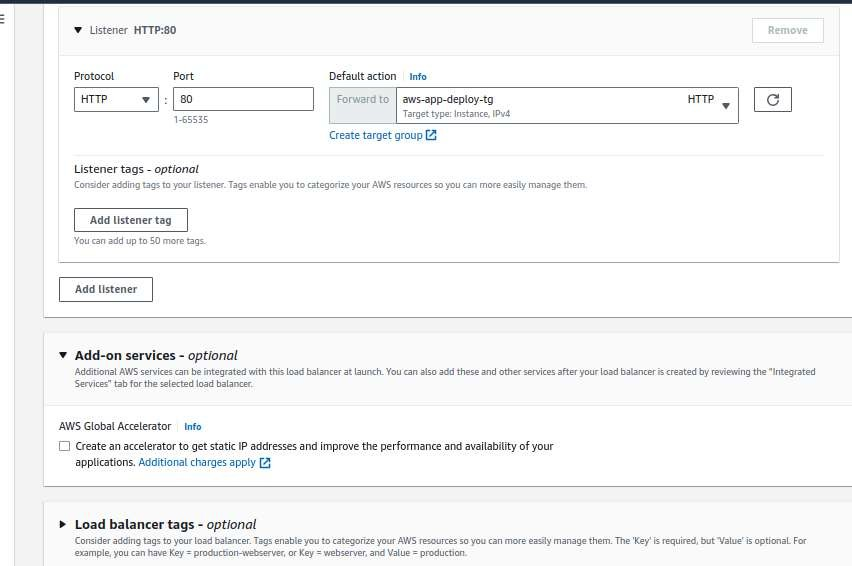 Listener HTTP:80
Remove
Protocol
Port
Default action Info
HTTP
:
80
Forward to
aws-app-deploy-tg
HTTP
Target type: Instance, IPv4
1-65535
Create target group
Listener tags - optional
Consider adding tags to your listener. Tags enable you to categorize your AWS resources so you can more easily manage them.
Add listener tag
You can add up to 50 more tags.
Add listener
Add-on services - optional
Additional AWS services can be integrated with this load balancer at launch. You can also add these and other services after your load balancer is created by reviewing the "Integrated
Services" tab for the selected load balancer.
AWS Global Accelerator Info
Create an accelerator to get static IP addresses and improve the performance and availability of your
applications. Additional charges apply
Load balancer tags - optional
Consider adding tags to your load balancer. Tags enable you to categorize your AWS resources so you can more easily manage them. The 'Key' is required, but 'Value' is optional. For
example, you can have Key = production-webserver, or Key = webserver, and Value = production.